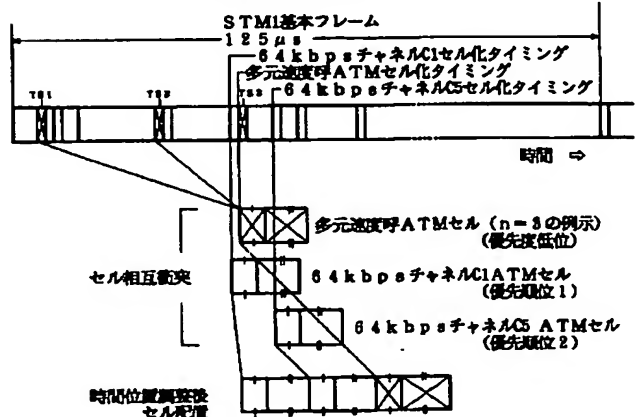 STM1基本フレーム
125μs
64kbpsチャネルC1セル化タイミング
多元速度呼ATMセル化タイミング
64kbpsチャネルC5セル化タイミング
TS1
TS2
TS3
時間 ⇒
多元速度呼ATMセル(n=3の例示)
(優先度低位)
セル相互衝突
64kbpsチャネルC1ATMセル
(優先順位1)
64kbpsチャネルC5 ATMセル
(優先順位2)
時間位置調整後
セル配置